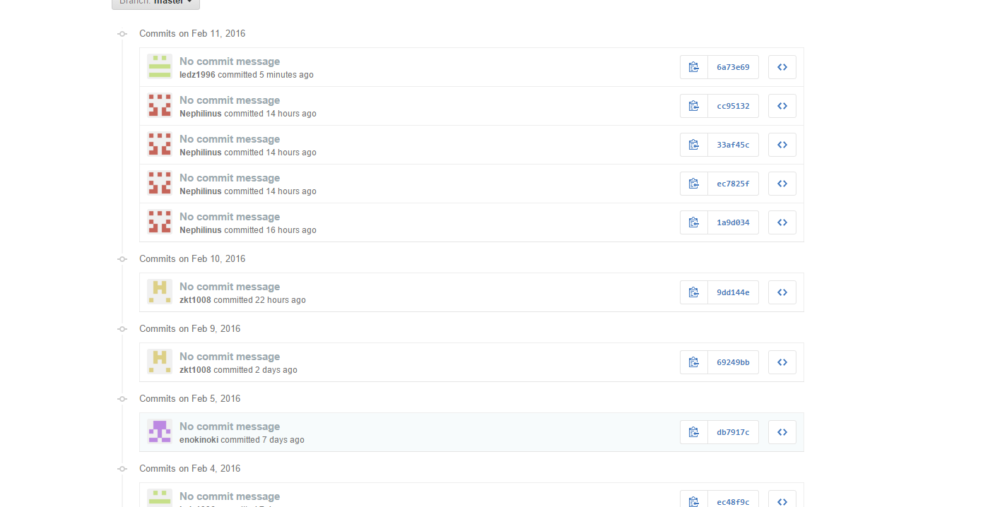 Branch: master
Commits on Feb 11, 2016
No commit message
ledz1996 committed 5 minutes ago
6a73e69
No commit message
Nephilinus committed 14 hours ago
cc95132
No commit message
Nephilinus committed 14 hours ago
33af45c
No commit message
Nephilinus committed 14 hours ago
ec7825f
No commit message
Nephilinus committed 16 hours ago
1a9d034
Commits on Feb 10, 2016
No commit message
zkt1008 committed 22 hours ago
9dd144e
Commits on Feb 9, 2016
No commit message
zkt1008 committed 2 days ago
69249bb
Commits on Feb 5, 2016
No commit message
enokinoki committed 7 days ago
db7917c
Commits on Feb 4, 2016
No commit message
ec48f9c